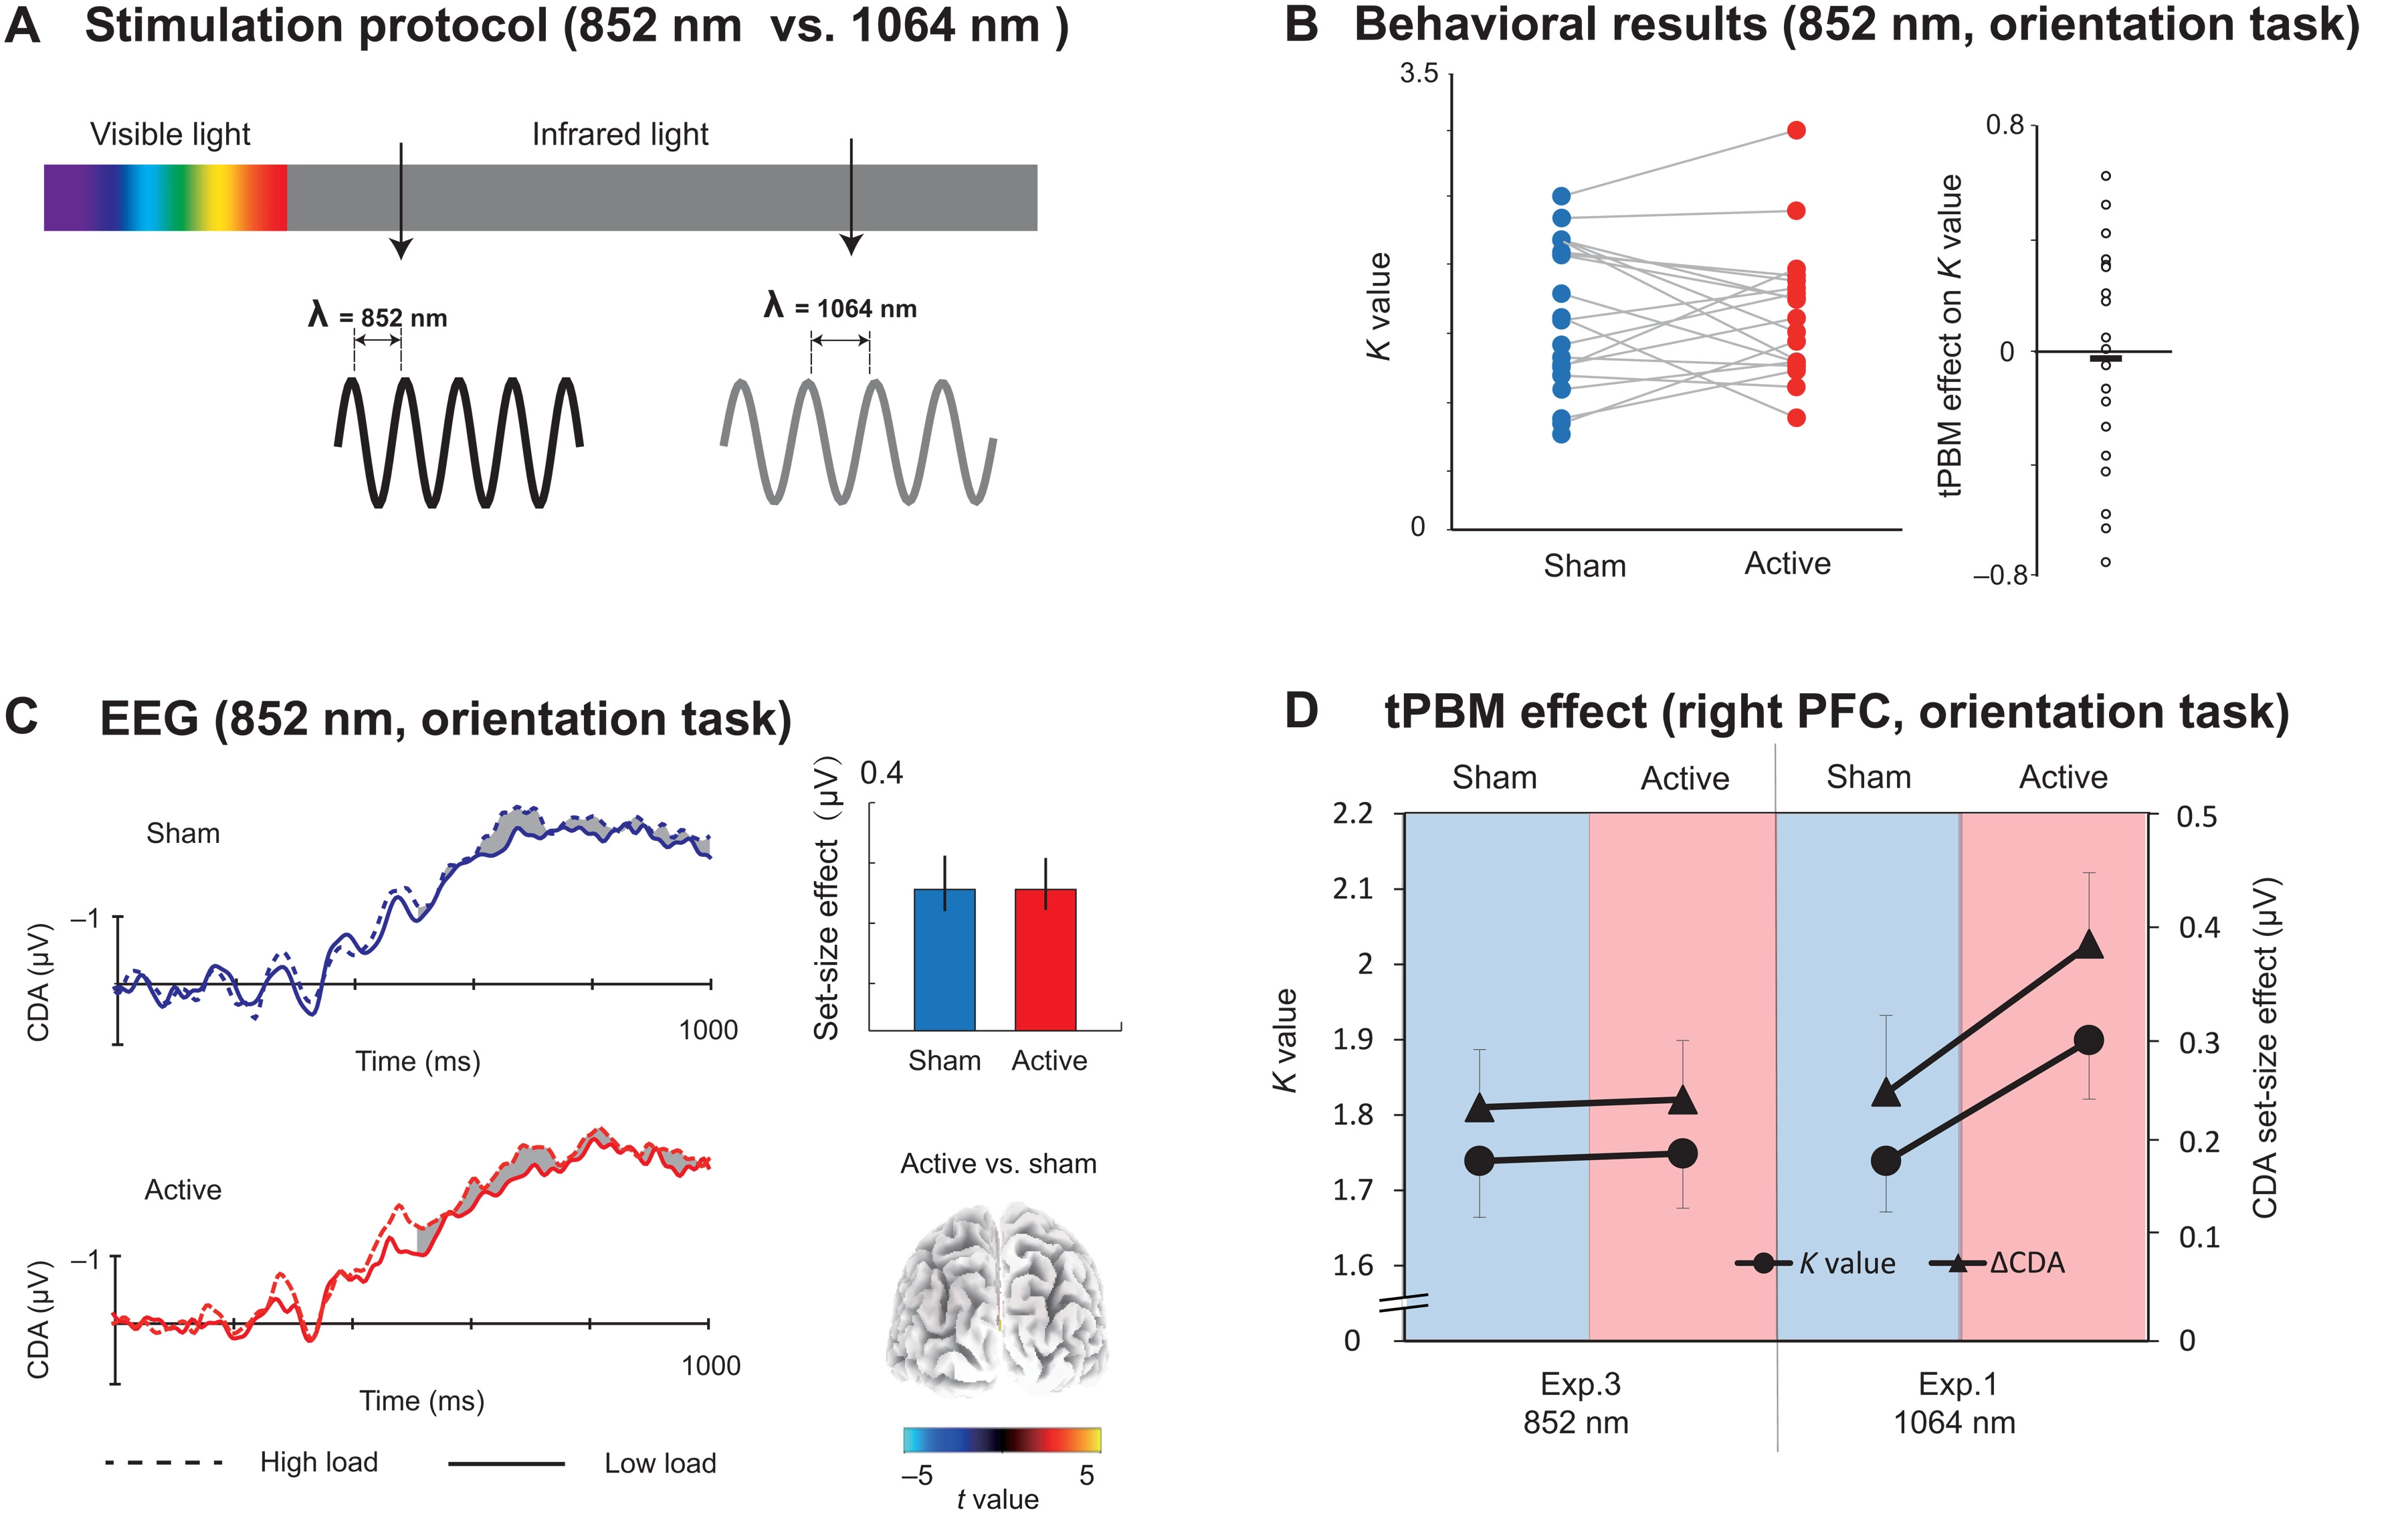 A Stimulation protocol (852 nm vs. 1064 nm )
Visible light
Infrared light
λ = 852 nm
λ = 1064 nm
B Behavioral results (852 nm, orientation task)
3.5
K value
0
Sham
Active
0.8
tPBM effect on K value
0
–0.8
C EEG (852 nm, orientation task)
Sham
–1
CDA (µV)
1000
Time (ms)
Active
–1
CDA (µV)
1000
Time (ms)
High load
Low load
0.4
Set-size effect (µV)
Sham
Active
Active vs. sham
–5
5
t value
D tPBM effect (right PFC, orientation task)
Sham
Active
Sham
Active
2.2
2.1
2
1.9
1.8
1.7
1.6
0
K value
0.5
0.4
0.3
0.2
0.1
0
CDA set-size effect (µV)
K value
ΔCDA
Exp.3
852 nm
Exp.1
1064 nm